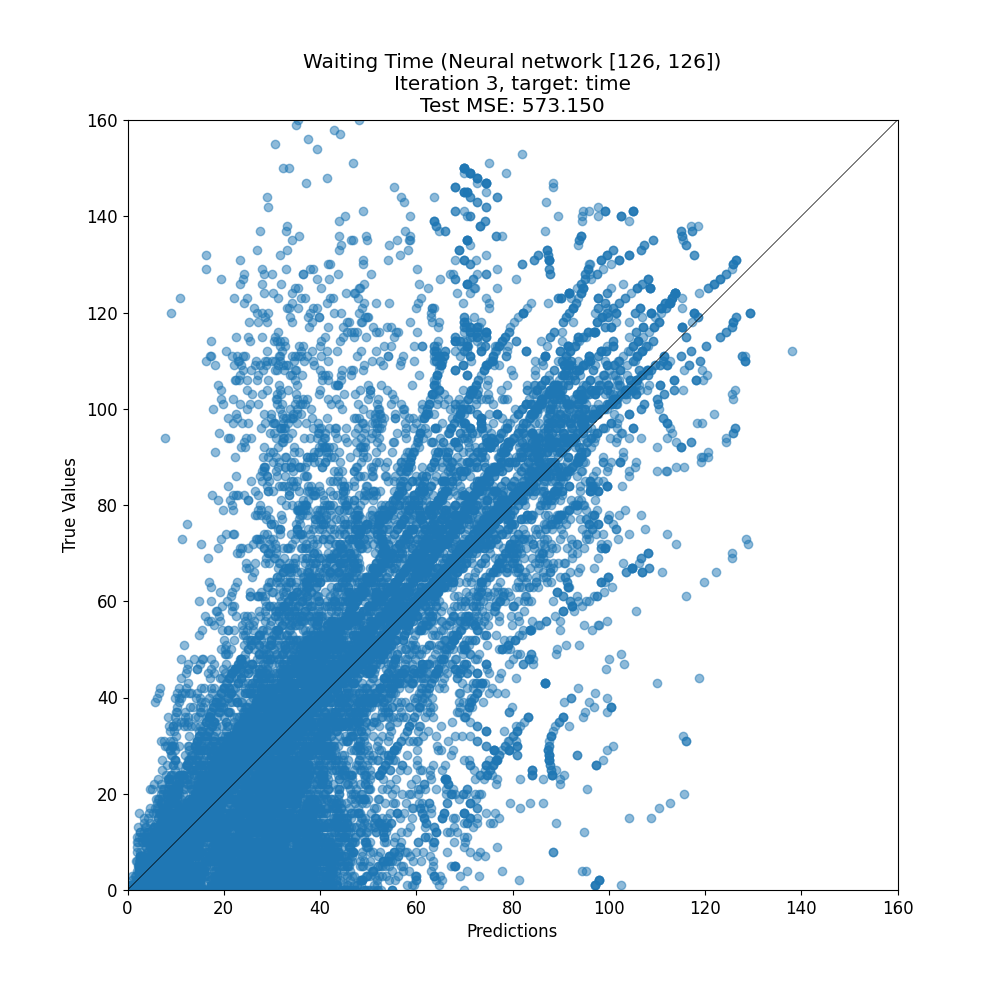 Waiting Time (Neural network [126, 126])
Iteration 3, target: time
Test MSE: 573.150
160
140
120
100
80
60
40
20
0
True Values
0 20 40 60 80 100 120 140 160
Predictions